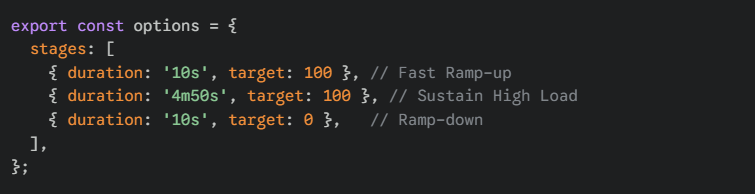 export const options = {
  stages: [
    { duration: '10s', target: 100 }, // Fast Ramp-up
    { duration: '4m50s', target: 100 }, // Sustain High Load
    { duration: '10s', target: 0 },   // Ramp-down
  ],
};